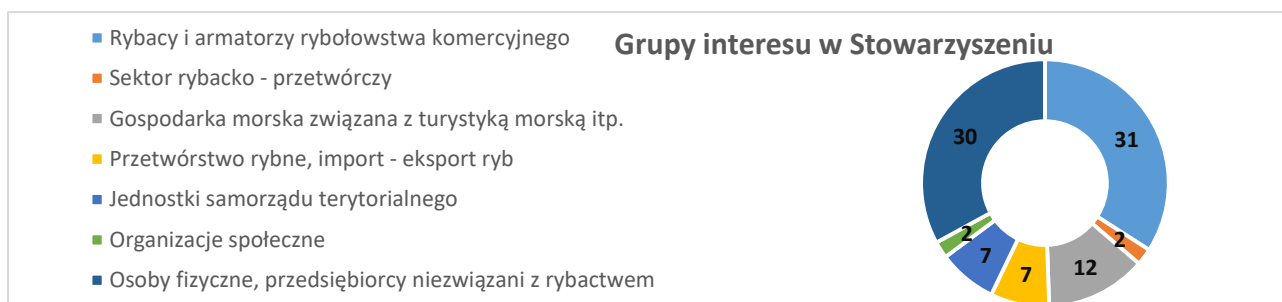 Grupy interesu w Stowarzyszeniu
Rybacy i armatorzy rybołowstwa komercyjnego
Sektor rybacko - przetwórczy
Gospodarka morska związana z turystyką morską itp.
Przetwórstwo rybne, import - eksport ryb
Jednostki samorządu terytorialnego
Organizacje społeczne
Osoby fizyczne, przedsiębiorcy niezwiązani z rybactwem
31
2
12
7
7
2
30